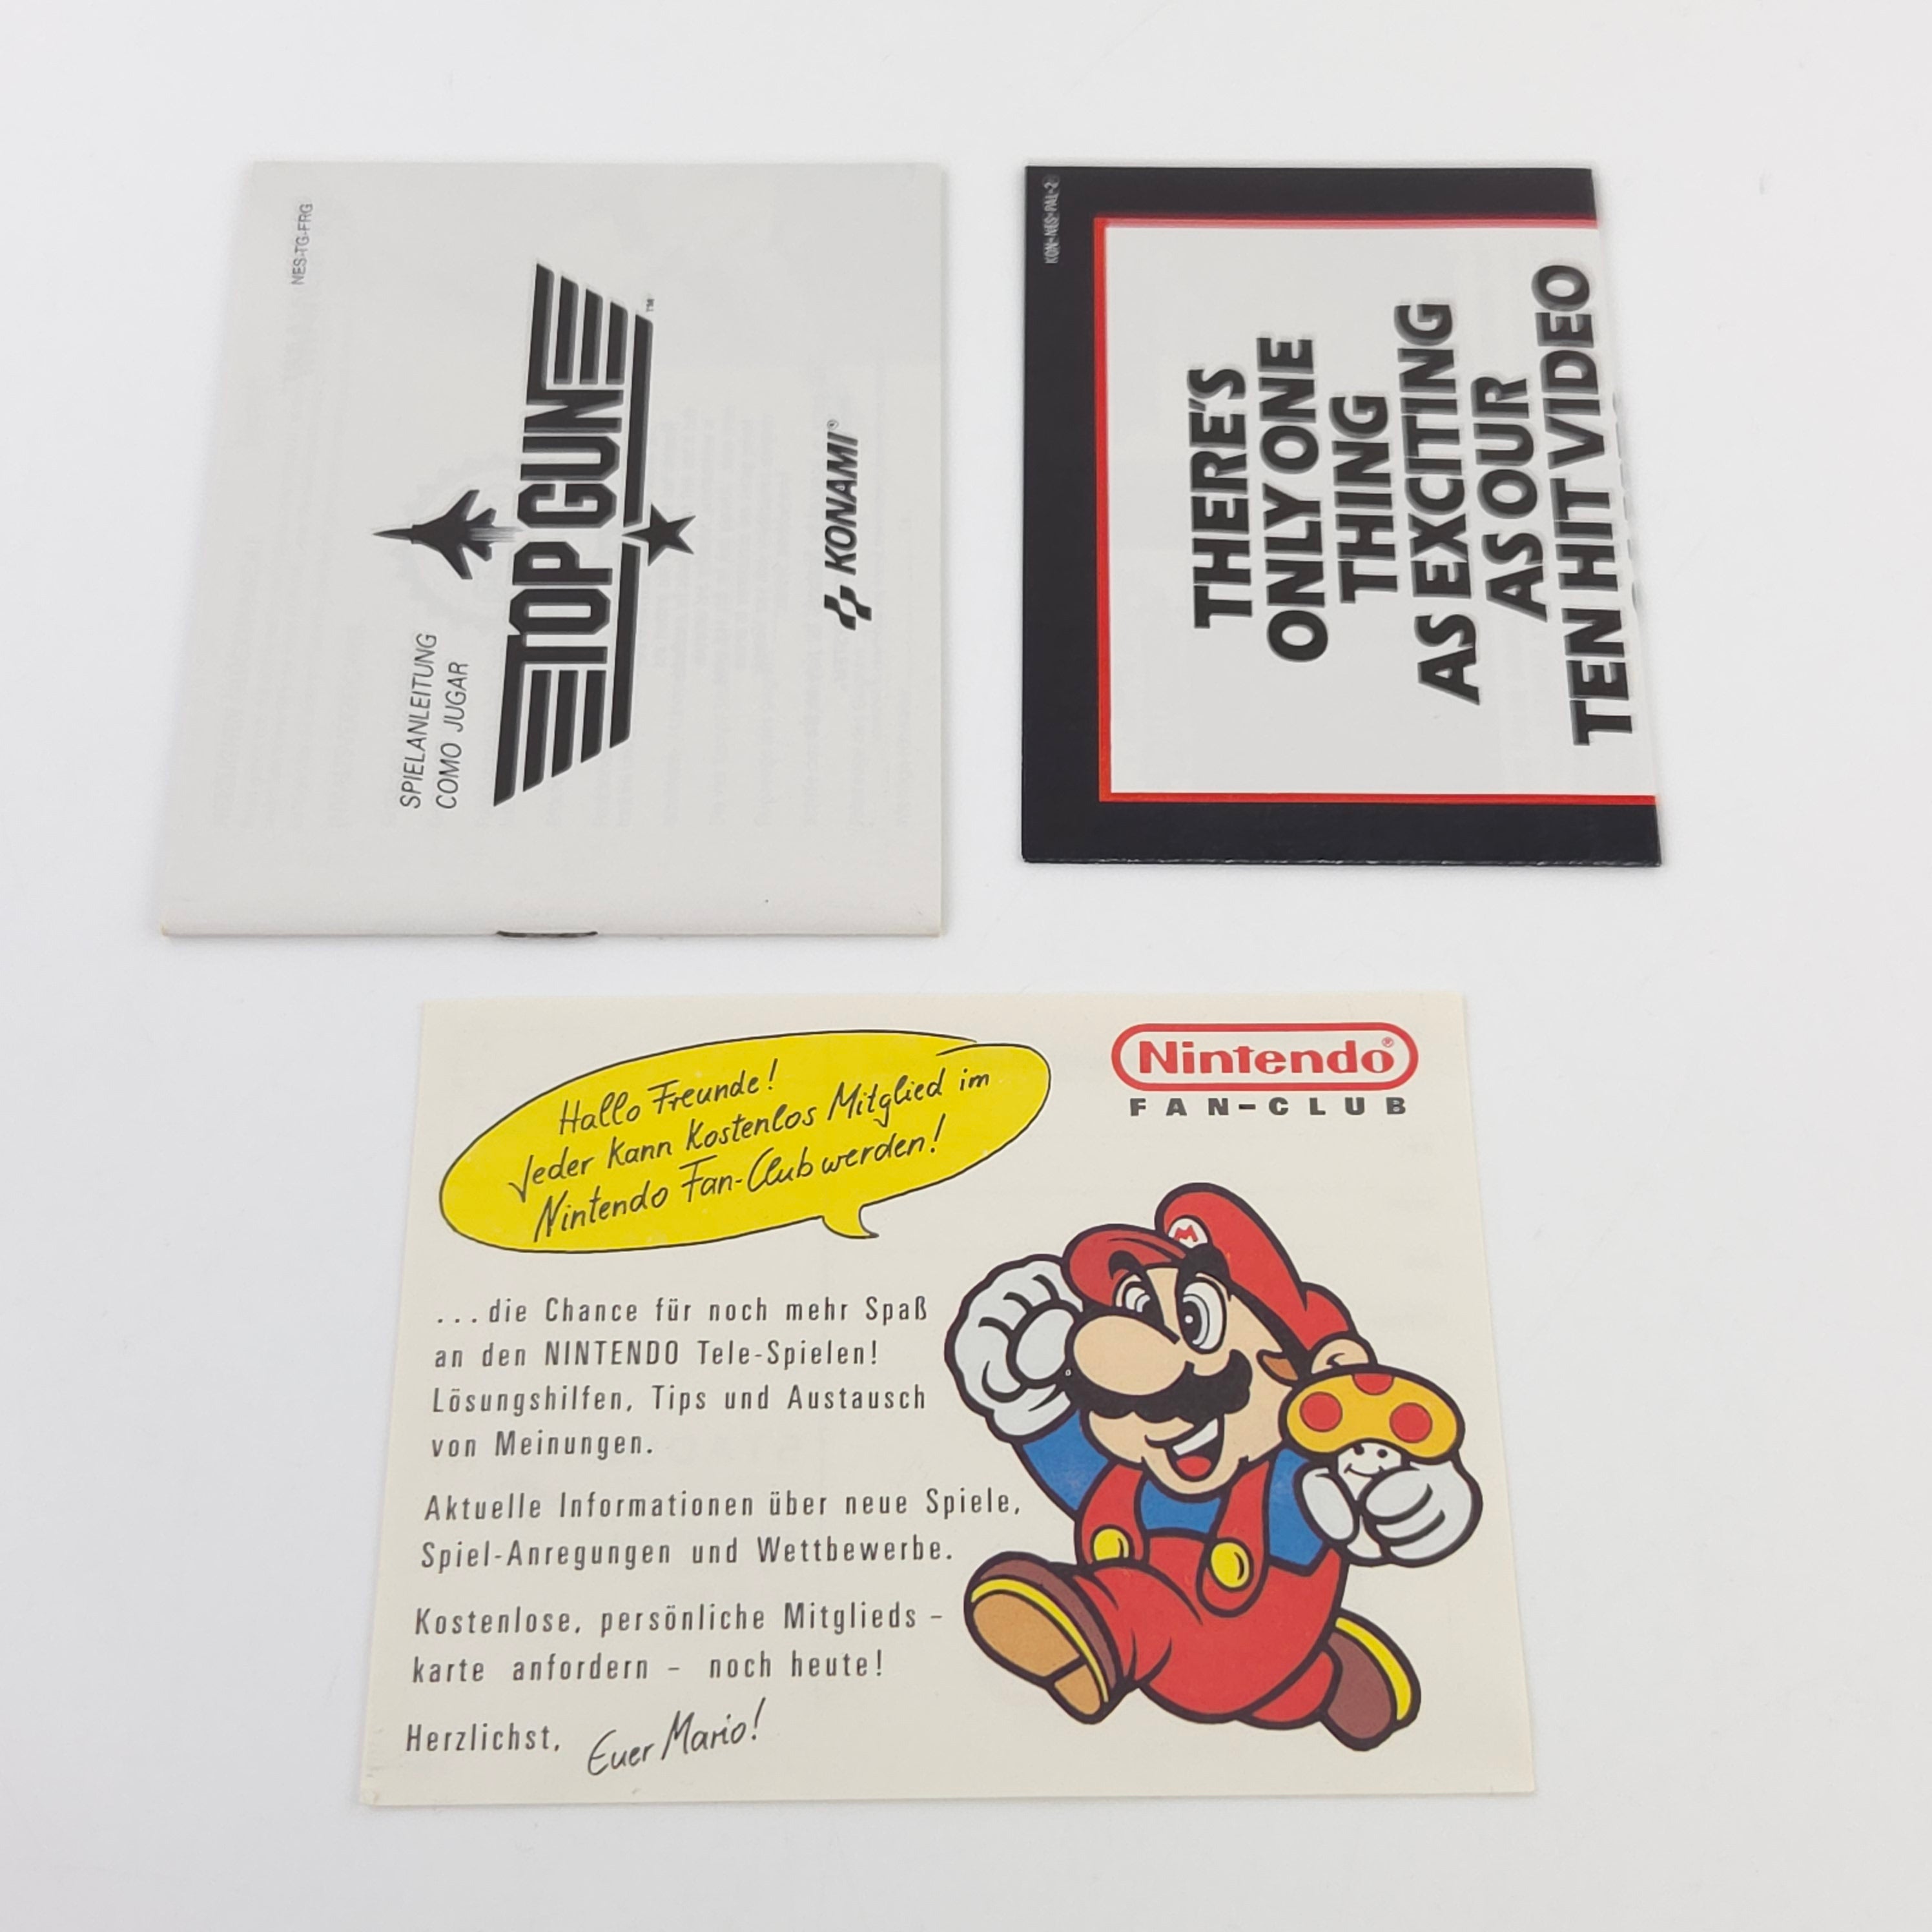 NES-TG-FRG
SPIELANLEITUNG
COMO JUGAR
TOP GUN
TM
KONAMI®
KON-NES-PAL-2
THERE'S
ONLY ONE
THING
AS EXCITING
AS OUR
TEN HIT VIDEO
Hallo Freunde!
Jeder kann kostenlos Mitglied im
Nintendo Fan-Club werden!
Nintendo®
FAN-CLUB
M
...die Chance für noch mehr Spaß
an den NINTENDO Tele-Spielen!
Lösungshilfen, Tips und Austausch
von Meinungen.
Aktuelle Informationen über neue Spiele,
Spiel-Anregungen und Wettbewerbe.
Kostenlose, persönliche Mitglieds-
karte anfordern - noch heute!
Herzlichst, Euer Mario!